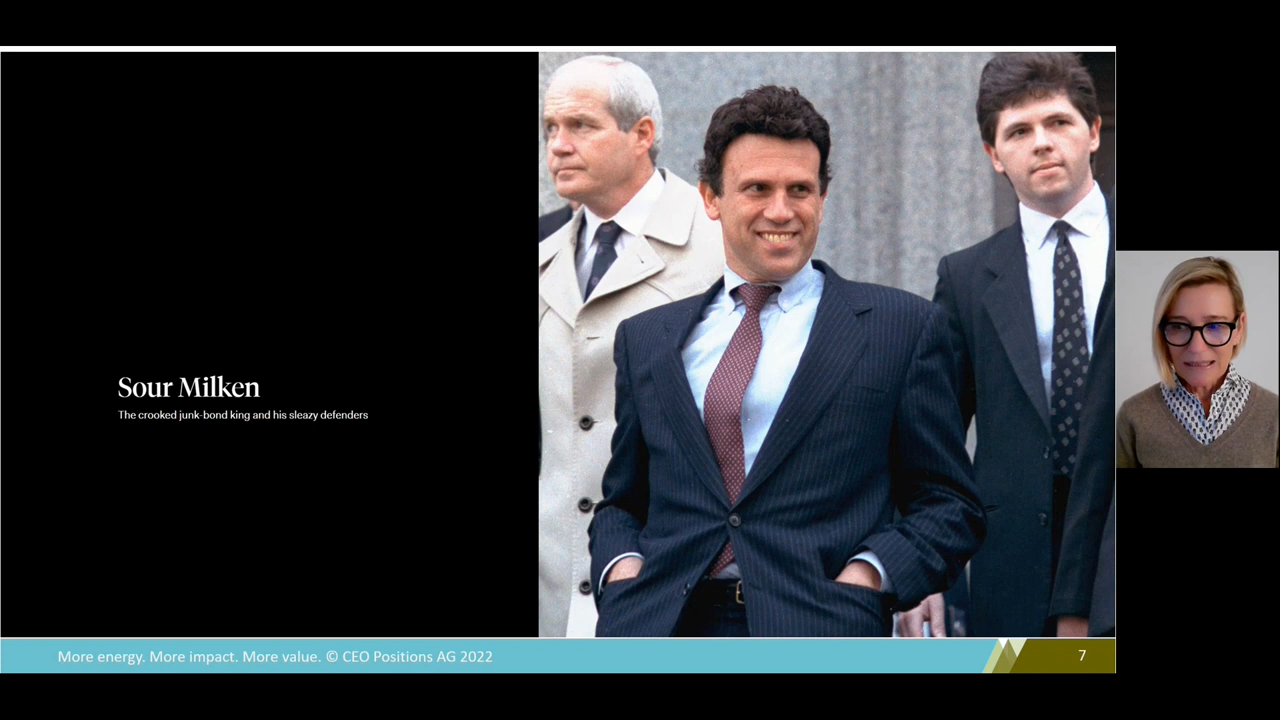 Sour Milken
The crooked junk-bond king and his sleazy defenders
More energy. More impact. More value. © CEO Positions AG 2022
7